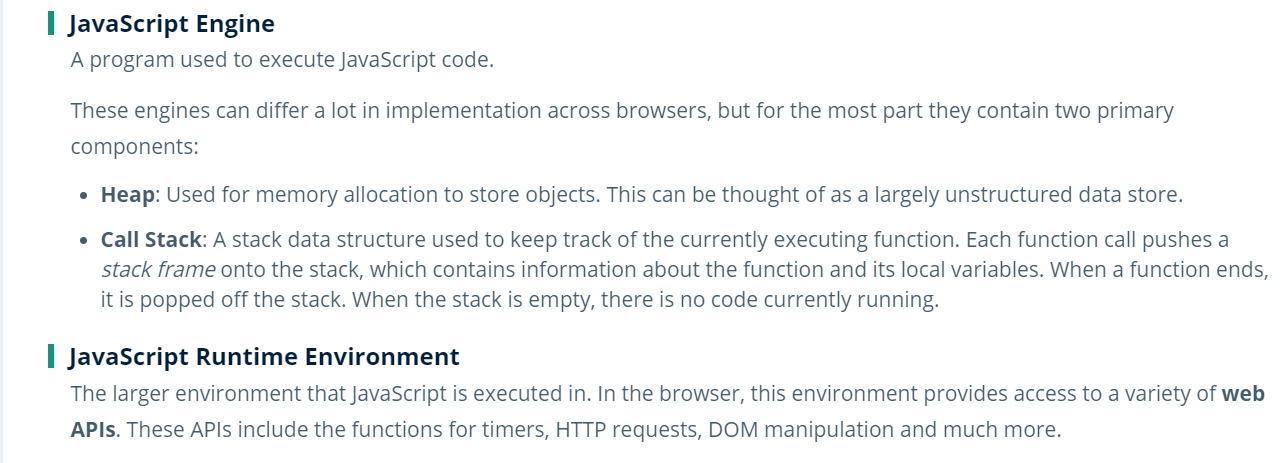 JavaScript Engine
A program used to execute JavaScript code.
These engines can differ a lot in implementation across browsers, but for the most part they contain two primary
components:
• Heap: Used for memory allocation to store objects. This can be thought of as a largely unstructured data store.
• Call Stack: A stack data structure used to keep track of the currently executing function. Each function call pushes a
stack frame onto the stack, which contains information about the function and its local variables. When a function ends,
it is popped off the stack. When the stack is empty, there is no code currently running.
JavaScript Runtime Environment
The larger environment that JavaScript is executed in. In the browser, this environment provides access to a variety of web
APIs. These APIs include the functions for timers, HTTP requests, DOM manipulation and much more.